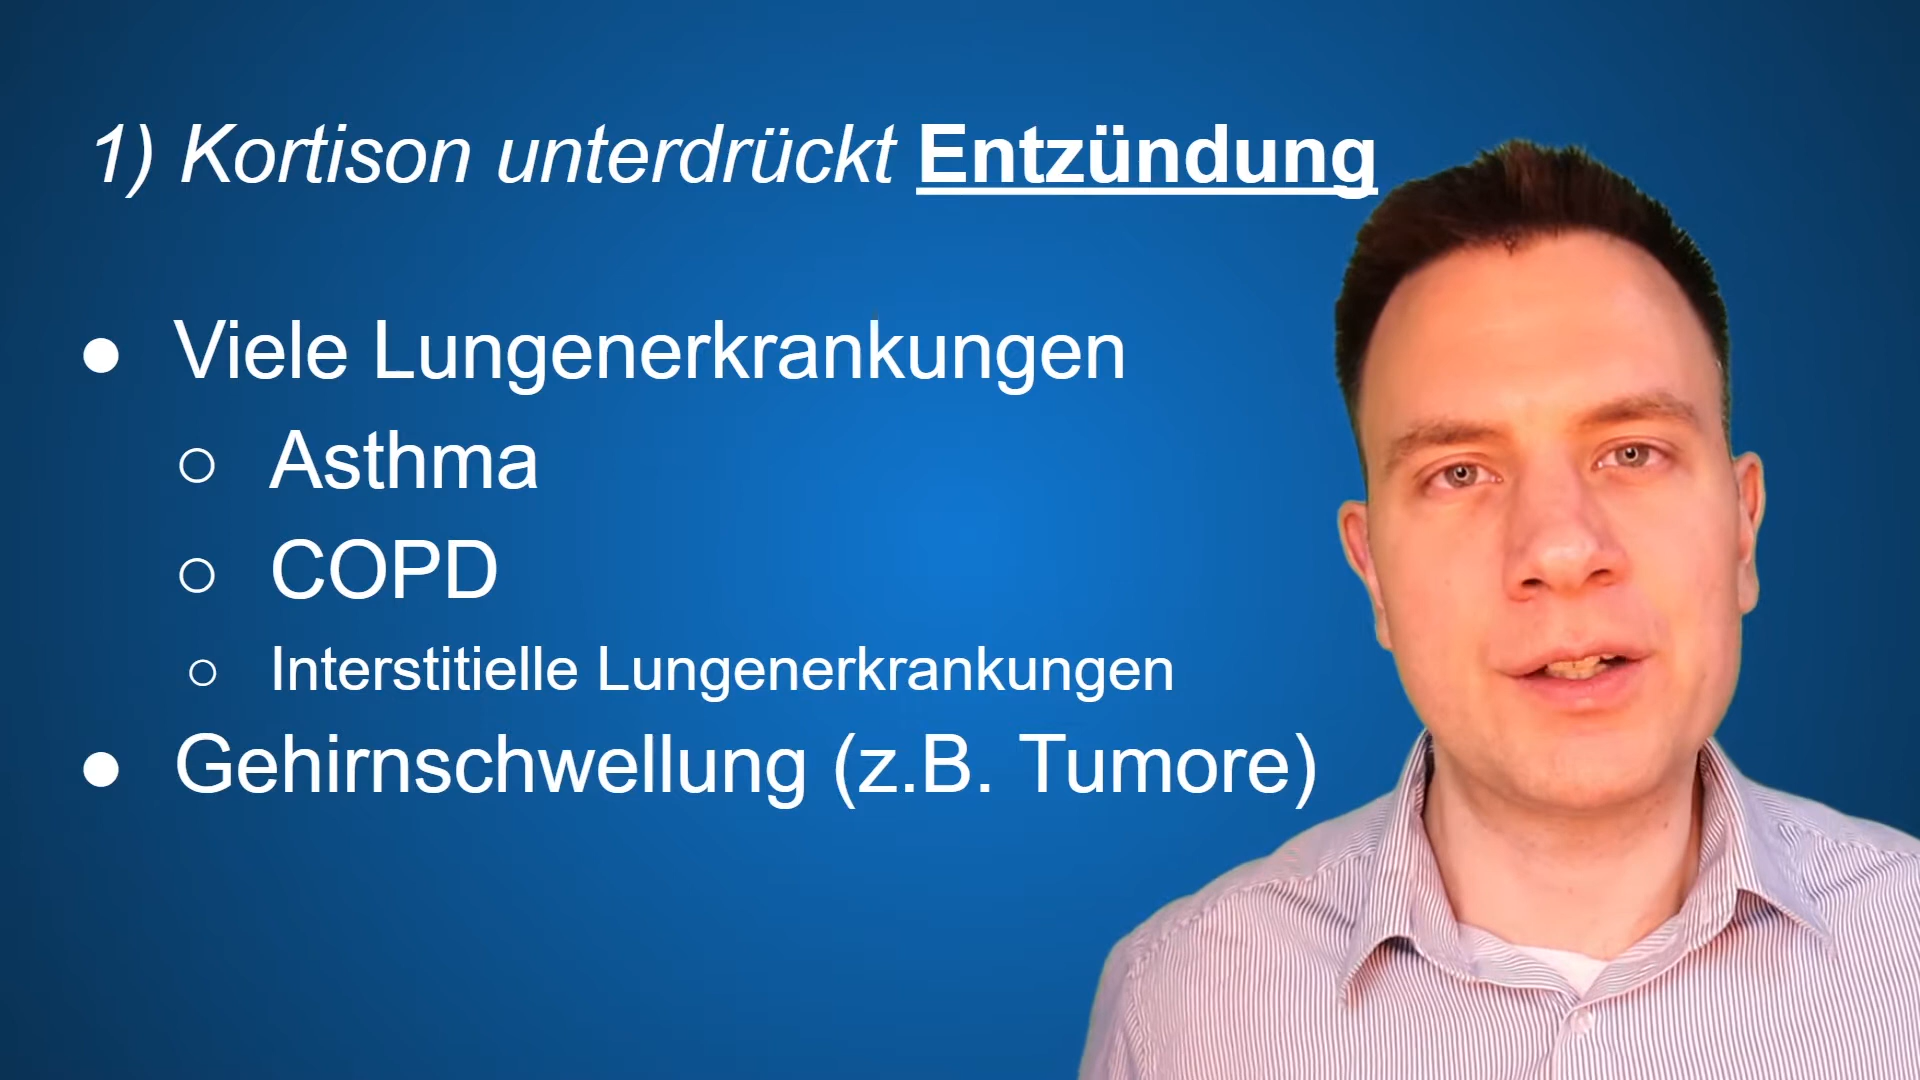 1) Kortison unterdrückt Entzündung
● Viele Lungenerkrankungen
○ Asthma
○ COPD
○ Interstitielle Lungenerkrankungen
● Gehirnschwellung (z.B. Tumore)